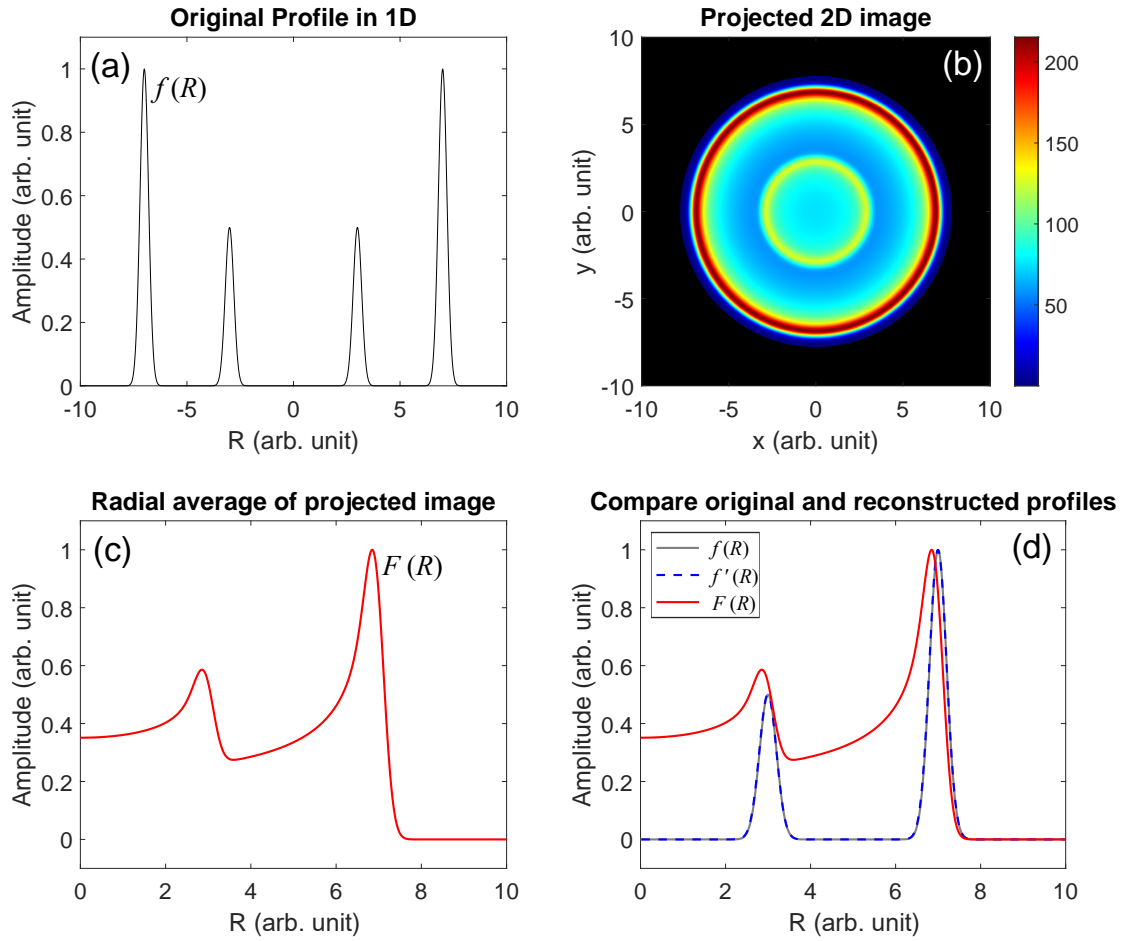 Original Profile in 1D
(a)
f (R)
Amplitude (arb. unit)
1
0.8
0.6
0.4
0.2
0
-10
-5
0
5
10
R (arb. unit)
Projected 2D image
(b)
y (arb. unit)
10
5
0
-5
-10
-10
-5
0
5
10
x (arb. unit)
200
150
100
50
Radial average of projected image
(c)
F (R)
Amplitude (arb. unit)
1
0.8
0.6
0.4
0.2
0
0
2
4
6
8
10
R (arb. unit)
Compare original and reconstructed profiles
(d)
f (R)
f ' (R)
F (R)
Amplitude (arb. unit)
1
0.8
0.6
0.4
0.2
0
0
2
4
6
8
10
R (arb. unit)